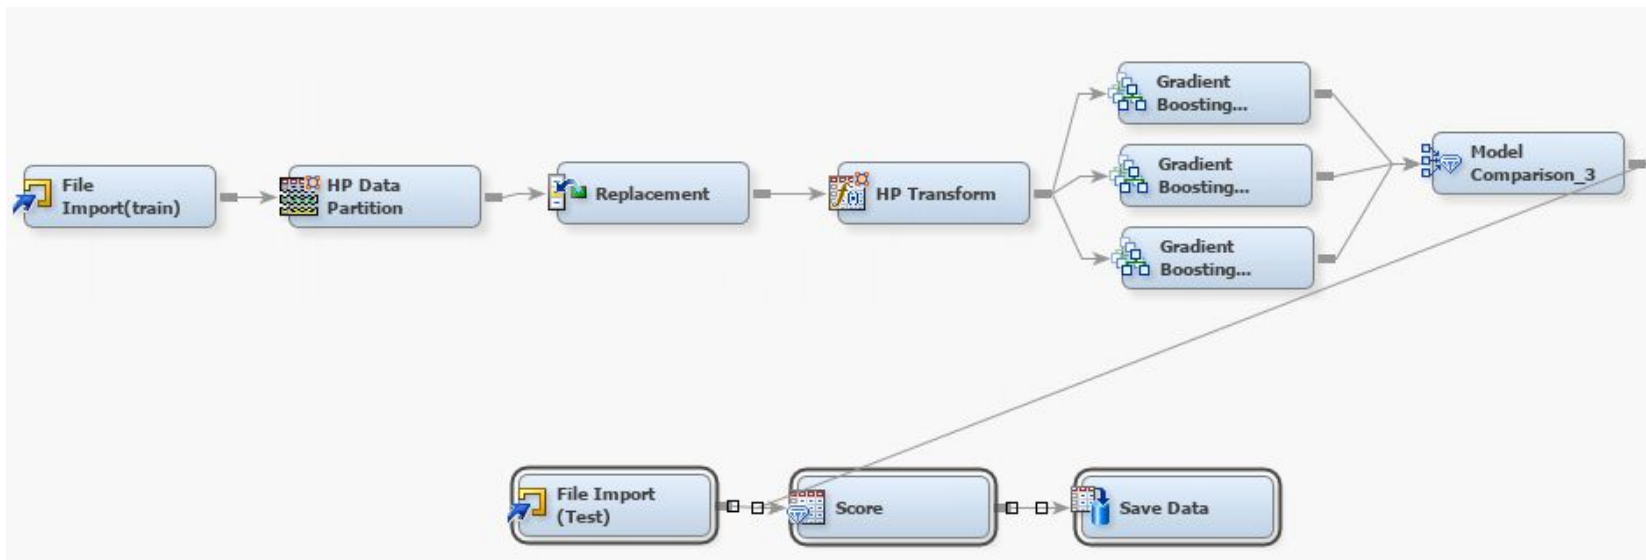 File
Import(train)
HP Data
Partition
Replacement
HP Transform
Gradient
Boosting...
Gradient
Boosting...
Gradient
Boosting...
Model
Comparison_3
File Import
(Test)
Score
Save Data